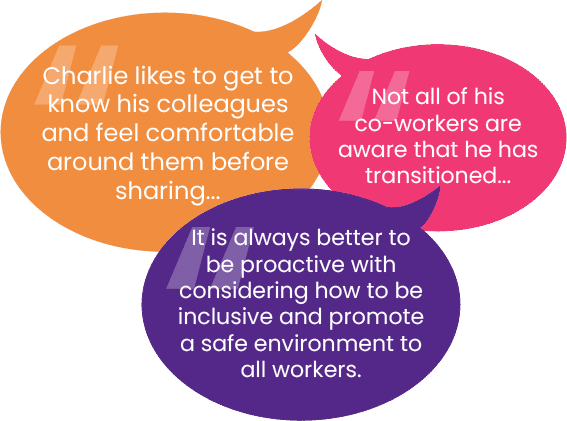 Charlie likes to get to
know his colleagues
and feel comfortable
around them before
sharing...
Not all of his
co-workers are
aware that he has
transitioned...
It is always better to
be proactive with
considering how to be
inclusive and promote
a safe environment to
all workers.